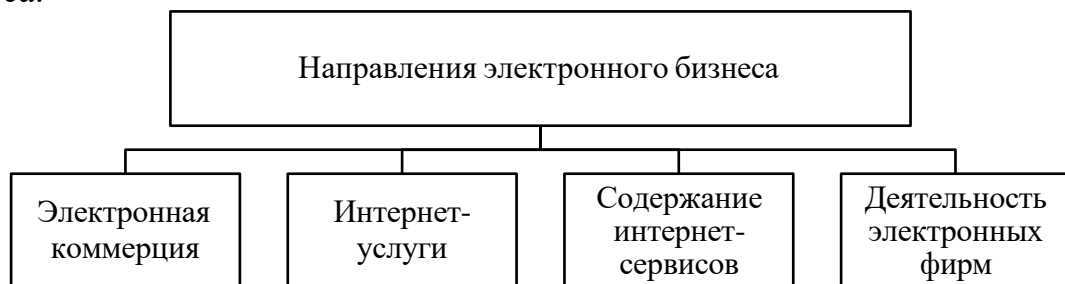 Направления электронного бизнеса
Электронная
коммерция
Интернет-
услуги
Содержание
интернет-
сервисов
Деятельность
электронных
фирм